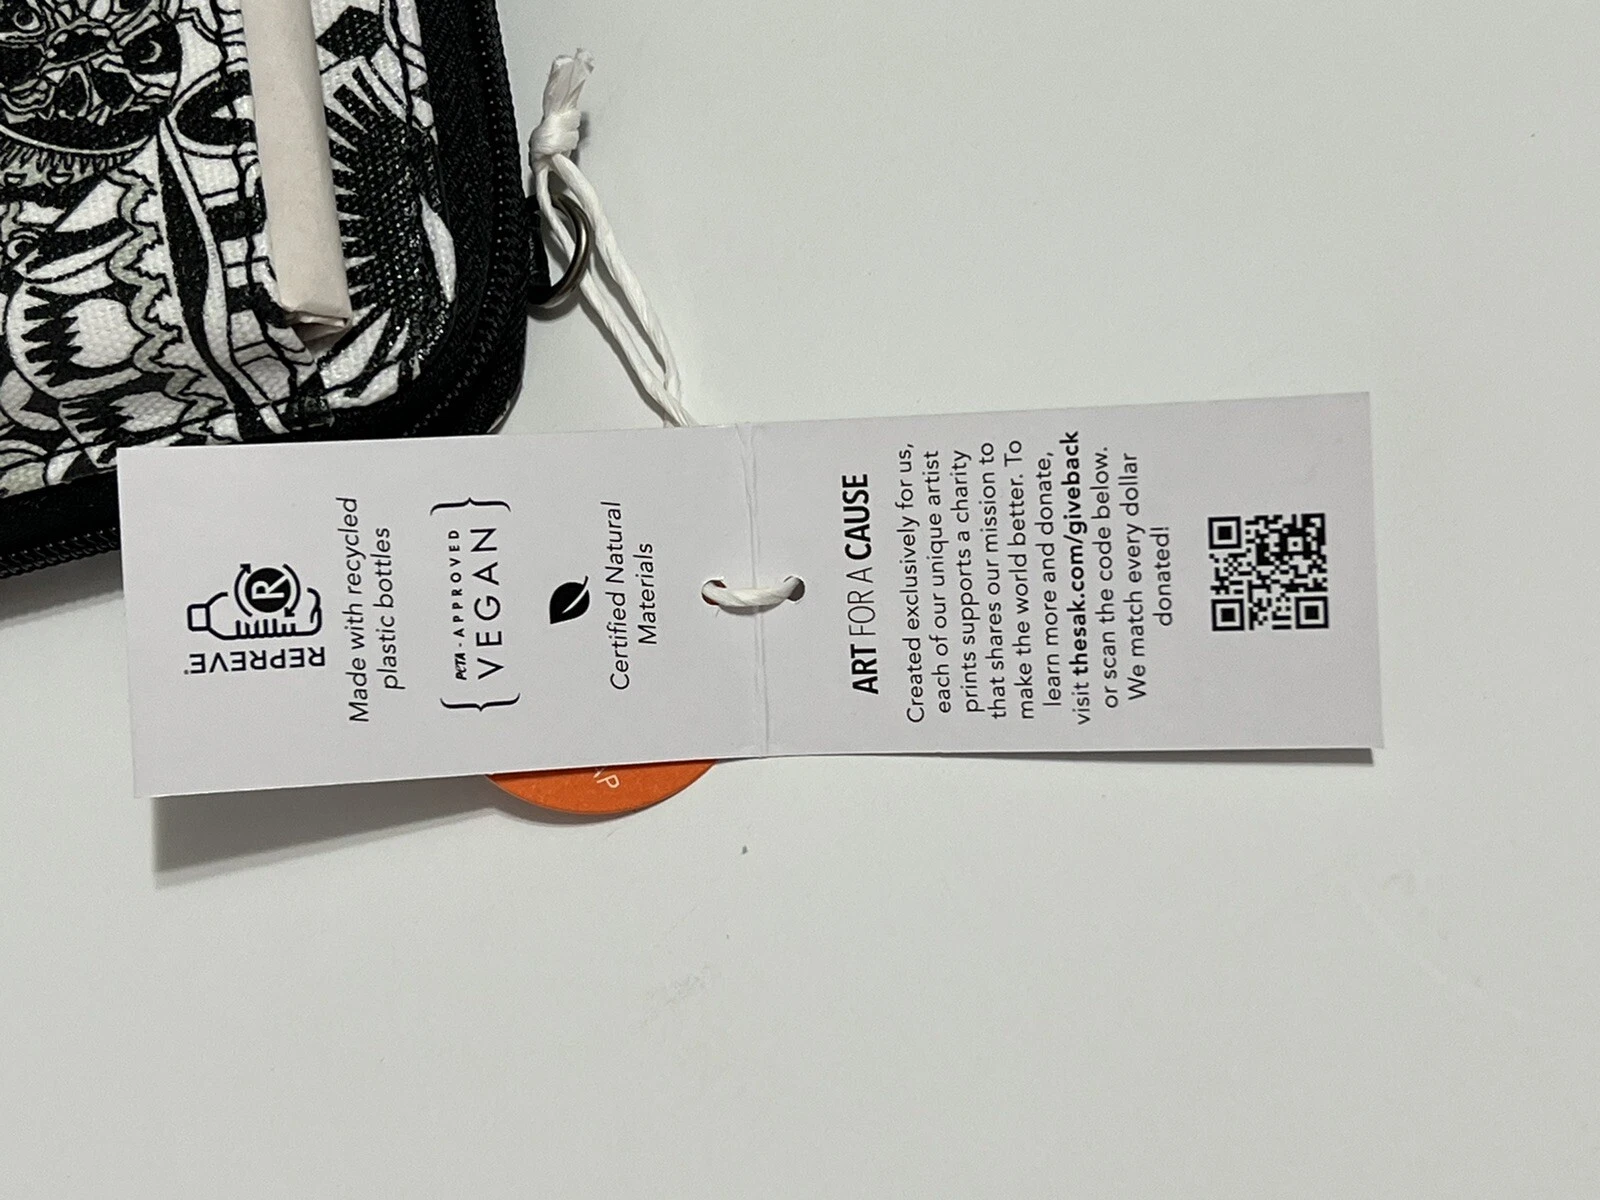 REPREVE
R
Made with recycled
plastic bottles
PETA - APPROVED
VEGAN
Certified Natural
Materials
ART FOR A CAUSE
Created exclusively for us,
each of our unique artist
prints supports a charity
that shares our mission to
make the world better. To
learn more and donate,
visit thesak.com/giveback
or scan the code below.
We match every dollar
donated!